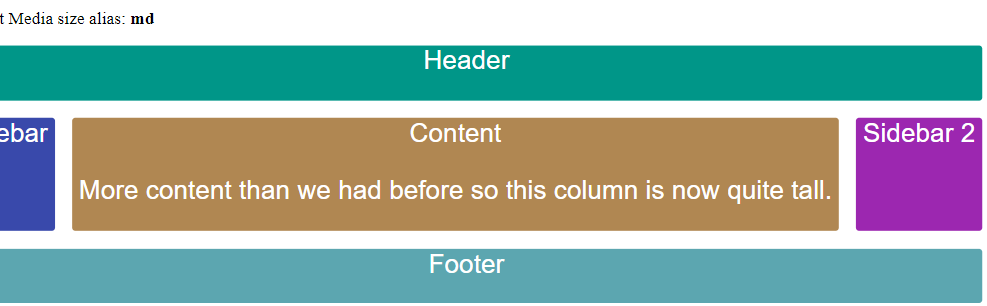 t Media size alias: md
Header
ebar
Content
Sidebar 2
More content than we had before so this column is now quite tall.
Footer